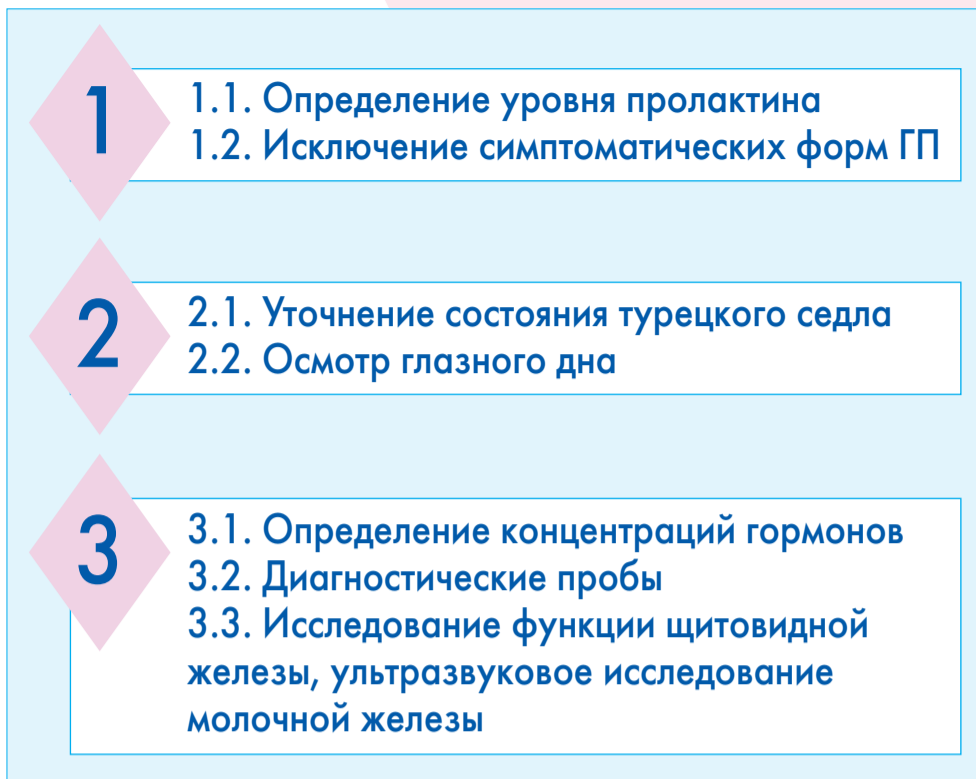 1
1.1. Определение уровня пролактина
1.2. Исключение симптоматических форм ГП
2
2.1. Уточнение состояния турецкого седла
2.2. Осмотр глазного дна
3
3.1. Определение концентраций гормонов
3.2. Диагностические пробы
3.3. Исследование функции щитовидной
железы, ультразвуковое исследование
молочной железы